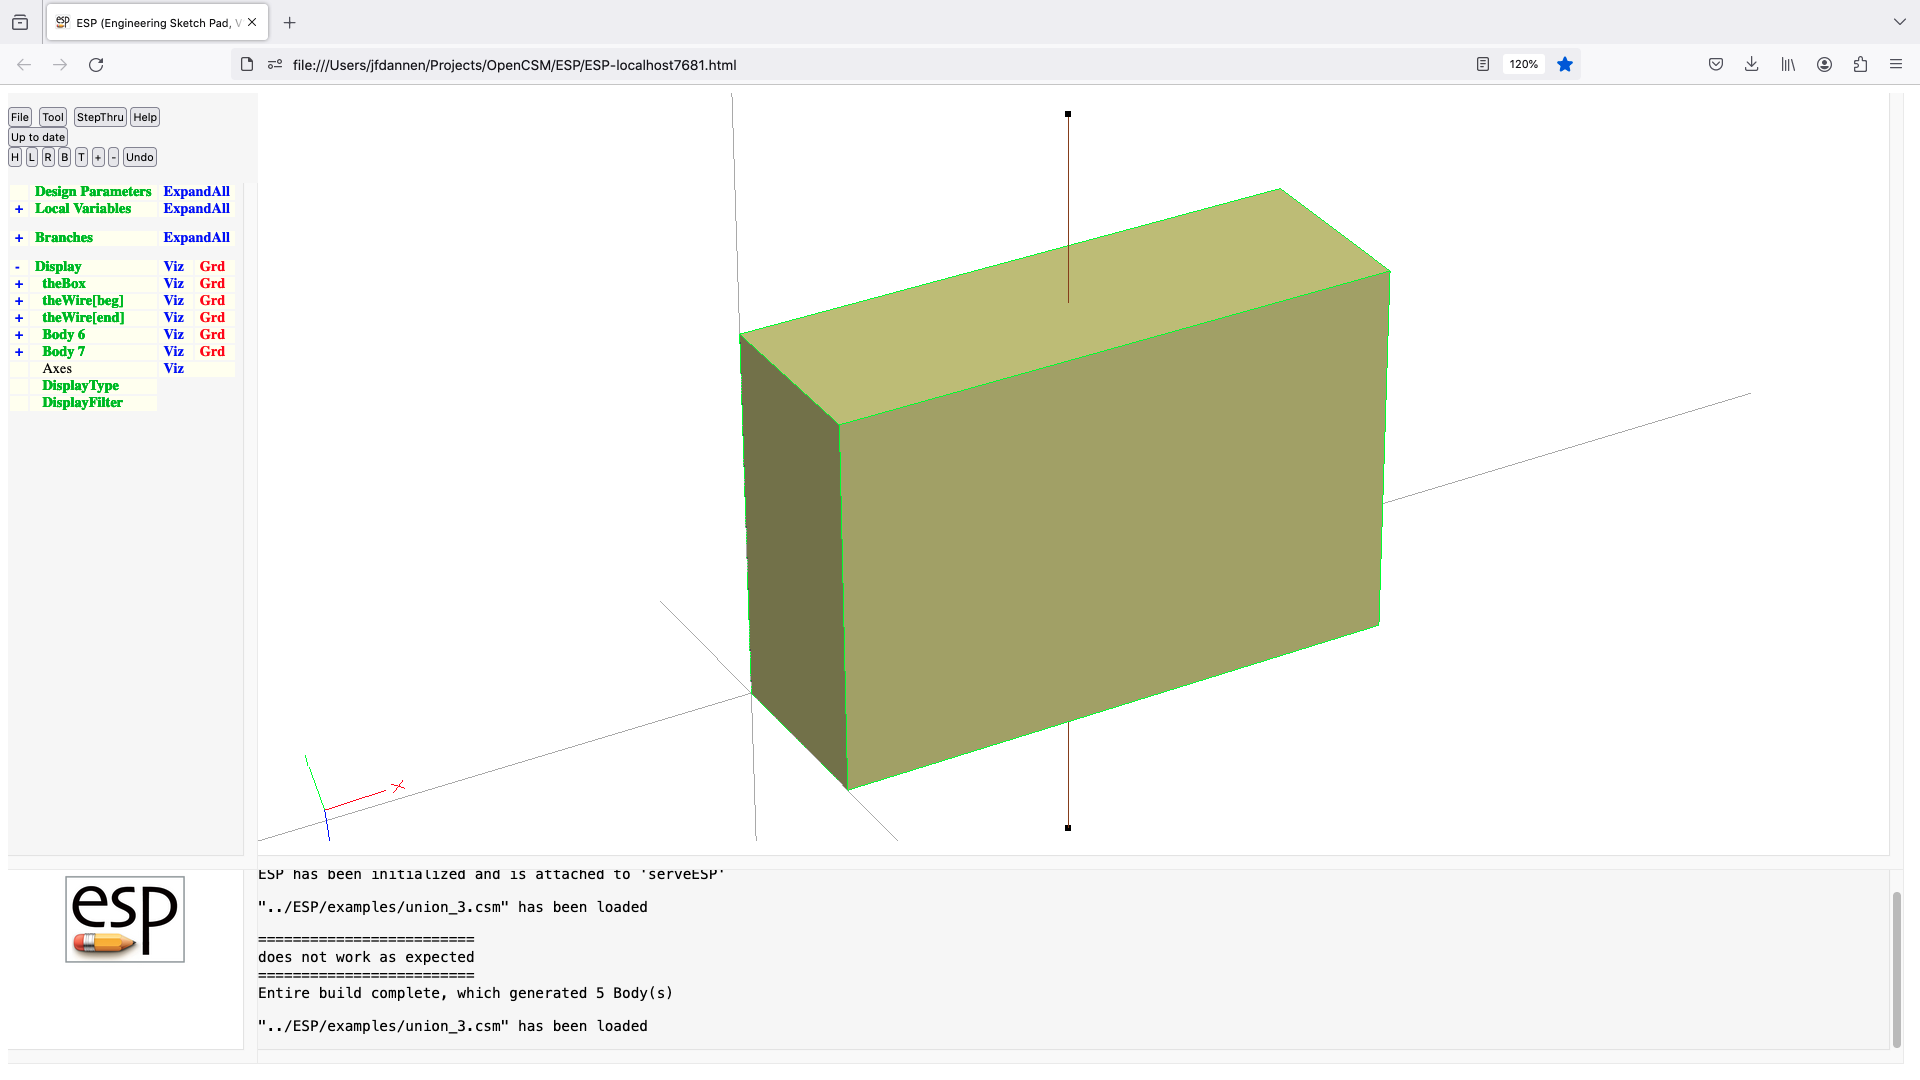 ESP (Engineering Sketch Pad, V
file:///Users/jfdannen/Projects/OpenCSM/ESP/ESP-localhost7681.html
120%
File Tool StepThru Help
Up to date
H L R B T + - Undo
Design Parameters ExpandAll
+ Local Variables ExpandAll
+ Branches ExpandAll
- Display Viz Grd
+ theBox Viz Grd
+ theWire[beg] Viz Grd
+ theWire[end] Viz Grd
+ Body 6 Viz Grd
+ Body 7 Viz Grd
Axes Viz
DisplayType
DisplayFilter
X
esp
ESP has been initialized and is attached to 'serveESP'
"../ESP/examples/union_3.csm" has been loaded
=========================
does not work as expected
=========================
Entire build complete, which generated 5 Body(s)
"../ESP/examples/union_3.csm" has been loaded